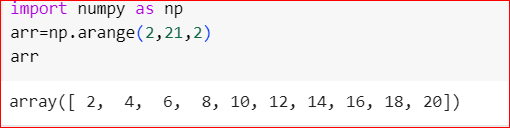 import numpy as np
arr=np.arange(2,21,2)
arr
array([ 2,  4,  6,  8, 10, 12, 14, 16, 18, 20])